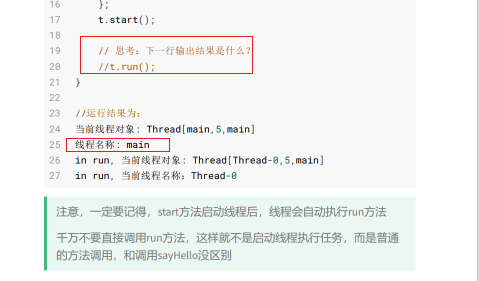 16 };
17 t.start();
18
19 // 思考：下一行输出结果是什么？
20 //t.run();
21 }
22
23 //运行结果为：
24 当前线程对象：Thread[main,5,main]
25 线程名称：main
26 in run, 当前线程对象：Thread[Thread-0,5,main]
27 in run, 当前线程名称：Thread-0
注意，一定要记得，start方法启动线程后，线程会自动执行run方法
千万不要直接调用run方法，这样就不是启动线程执行任务，而是普通
的方法调用，和调用sayHello没区别